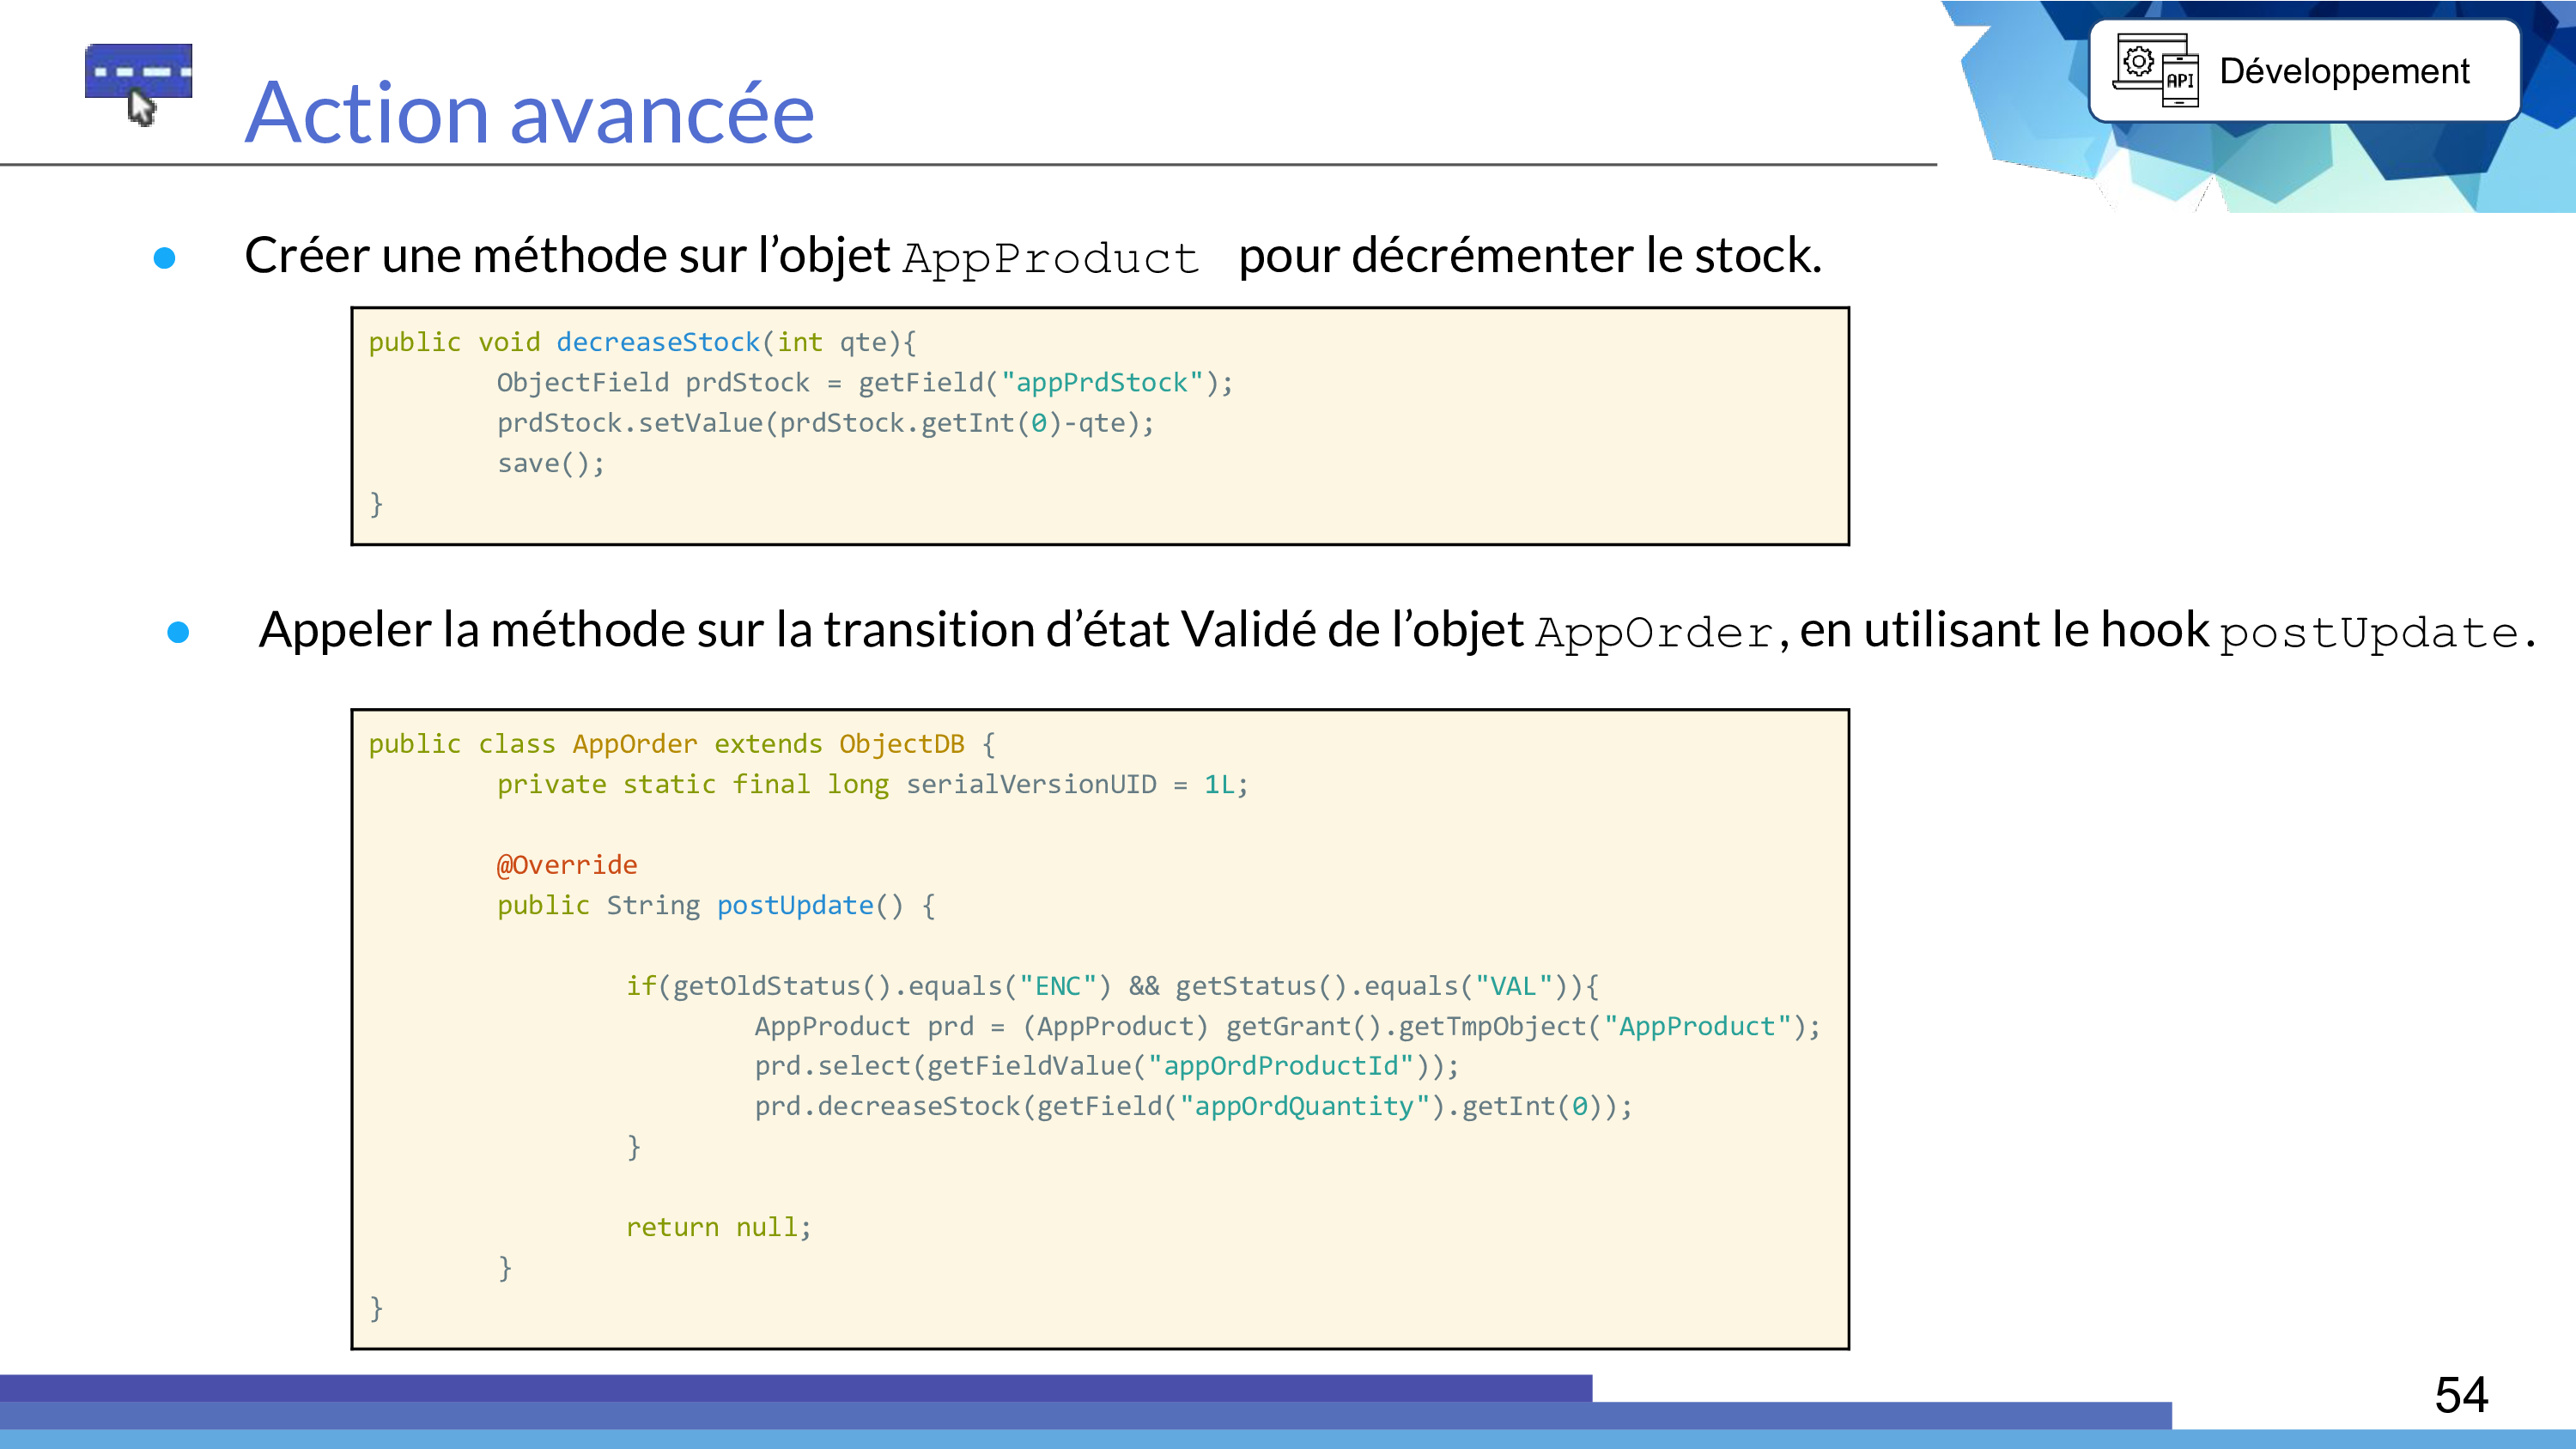 Action avancée
API
Développement
● Créer une méthode sur l’objet AppProduct pour décrémenter le stock.
public void decreaseStock(int qte){
ObjectField prdStock = getField("appPrdStock");
prdStock.setValue(prdStock.getInt(0)-qte);
save();
}
● Appeler la méthode sur la transition d’état Validé de l’objet AppOrder, en utilisant le hook postUpdate.
public class AppOrder extends ObjectDB {
private static final long serialVersionUID = 1L;
@Override
public String postUpdate() {
if(getOldStatus().equals("ENC") && getStatus().equals("VAL")){
AppProduct prd = (AppProduct) getGrant().getTmpObject("AppProduct");
prd.select(getFieldValue("appOrdProductId"));
prd.decreaseStock(getField("appOrdQuantity").getInt(0));
}
return null;
}
}
54